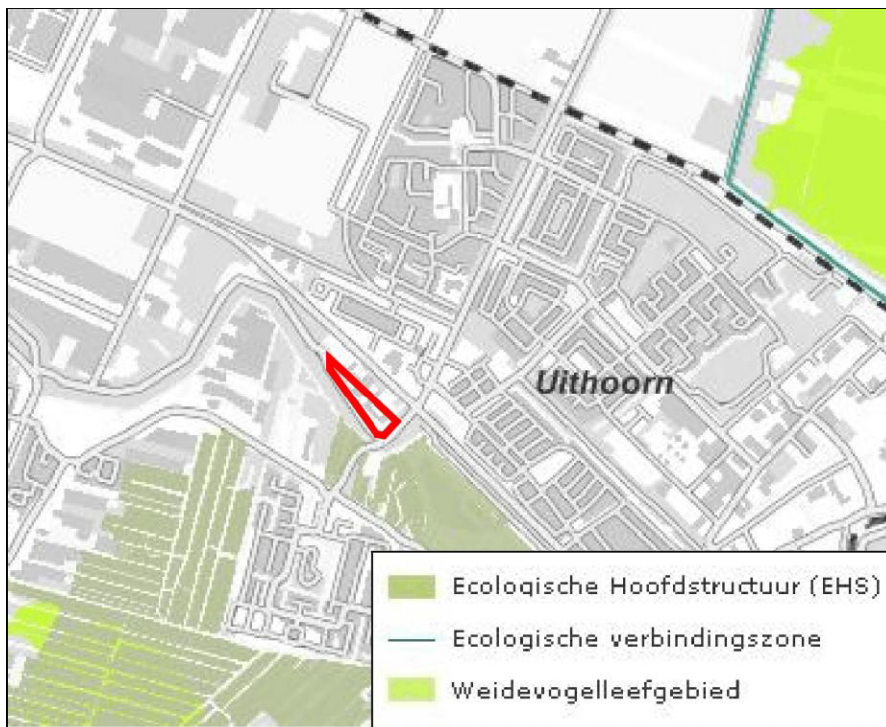 Uithoorn
Ecologische Hoofdstructuur (EHS)
Ecologische verbindingszone
Weidevogelleefgebied